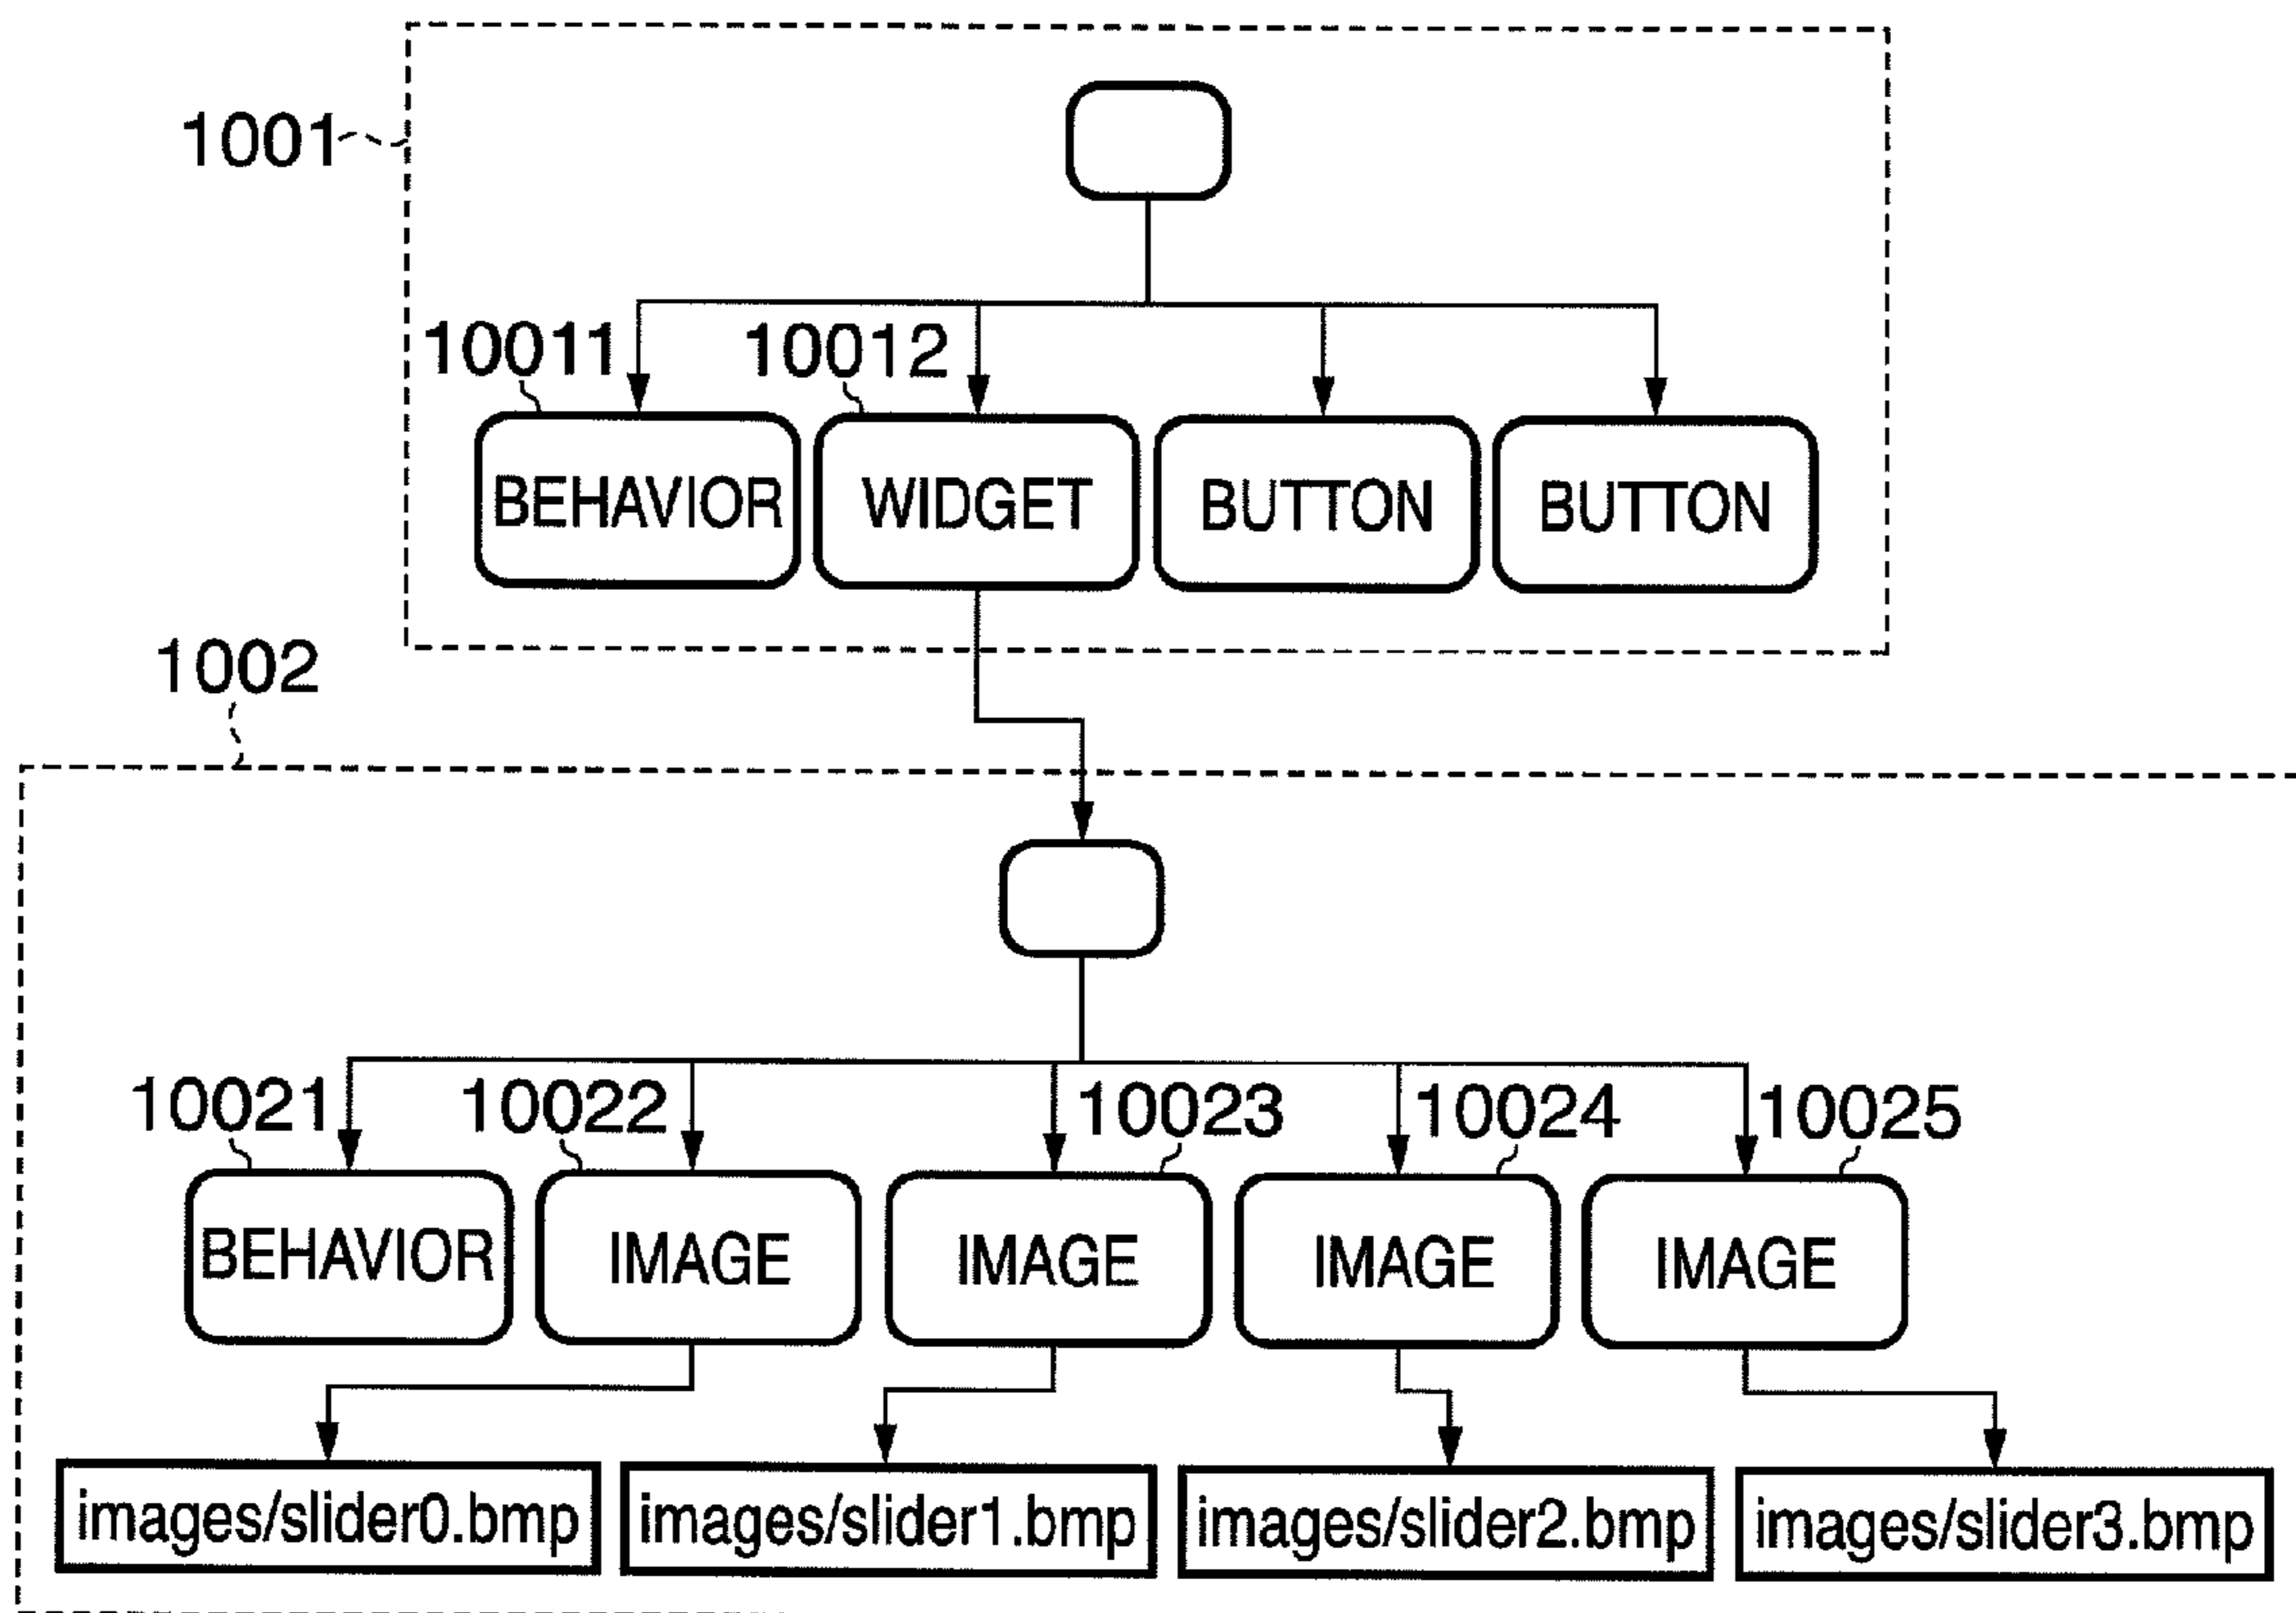 1001
10011 10012
BEHAVIOR WIDGET BUTTON BUTTON
1002
10021 10022 10023 10024 10025
BEHAVIOR IMAGE IMAGE IMAGE IMAGE
images/slider0.bmp images/slider1.bmp images/slider2.bmp images/slider3.bmp